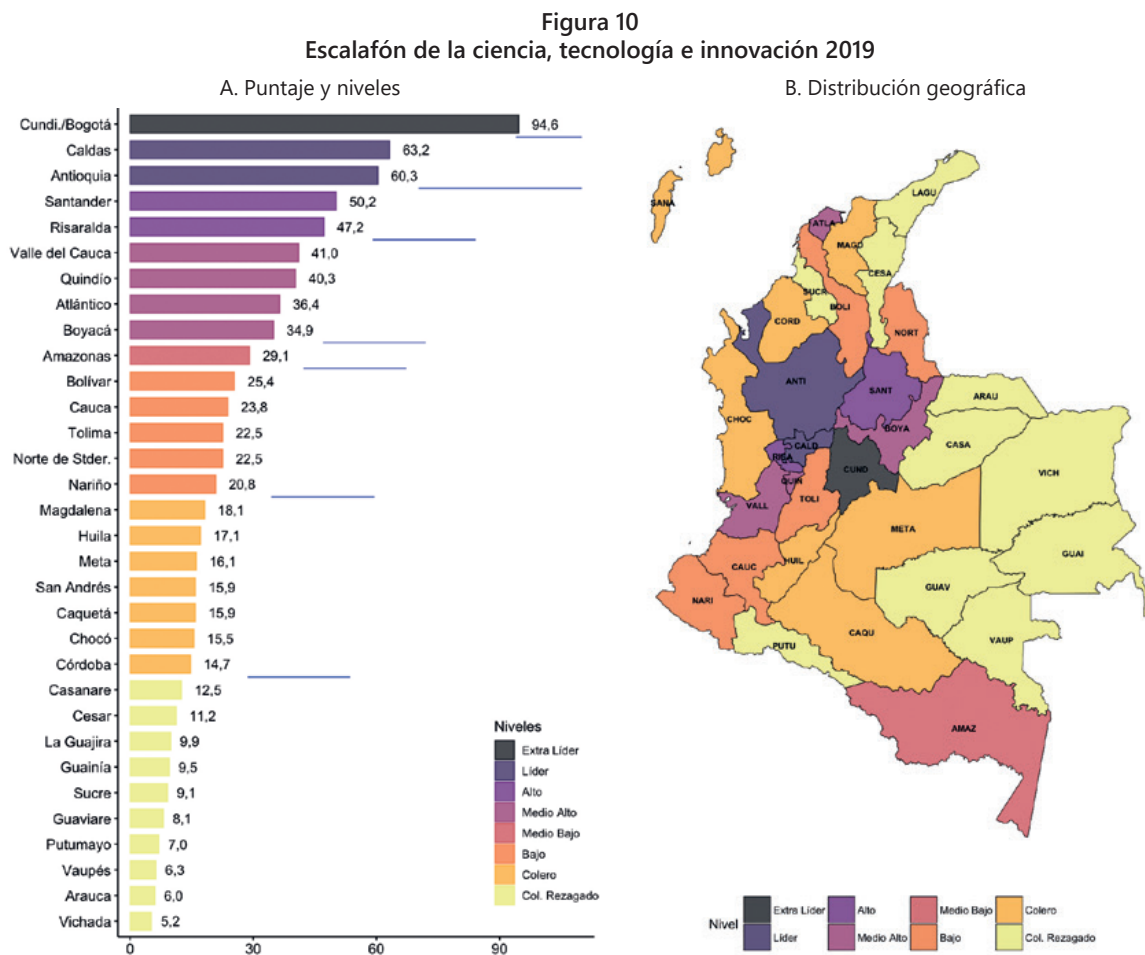 Figura 10
Escalafón de la ciencia, tecnología e innovación 2019
A. Puntaje y niveles
Cundi./Bogotá 94,6
Caldas 63,2
Antioquia 60,3
Santander 50,2
Risaralda 47,2
Valle del Cauca 41,0
Quindío 40,3
Atlántico 36,4
Boyacá 34,9
Amazonas 29,1
Bolívar 25,4
Cauca 23,8
Tolima 22,5
Norte de Stder. 22,5
Nariño 20,8
Magdalena 18,1
Huila 17,1
Meta 16,1
San Andrés 15,9
Caquetá 15,9
Chocó 15,5
Córdoba 14,7
Casanare 12,5
Cesar 11,2
La Guajira 9,9
Guainía 9,5
Sucre 9,1
Guaviare 8,1
Putumayo 7,0
Vaupés 6,3
Arauca 6,0
Vichada 5,2
0 30 60 90
Niveles
Extra Líder
Líder
Alto
Medio Alto
Medio Bajo
Bajo
Colero
Col. Rezagado
B. Distribución geográfica
LAGU
SANA
ATLA
MAGD
CESA
SUCR
BOLI
CORD
NORT
ANTI
SANT
ARAU
CHOC
BOYA
CASA
CALD
RISA
CUND
VICH
QUIN
TOLI
VALL
META
GUAI
HUIL
CAUC
GUAV
NARI
CAQU
VAUP
PUTU
AMAZ
Nivel
Extra Líder Alto Medio Bajo Colero
Líder Medio Alto Bajo Col. Rezagado